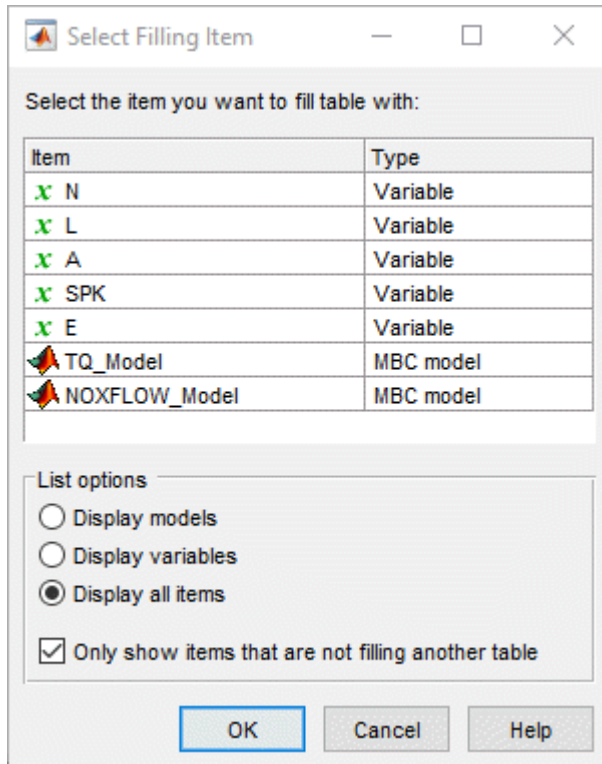 Select Filling Item
Select the item you want to fill table with:
Item Type
x N Variable
x L Variable
x A Variable
x SPK Variable
x E Variable
TQ_Model MBC model
NOXFLOW_Model MBC model
List options
Display models
Display variables
Display all items
Only show items that are not filling another table
OK Cancel Help